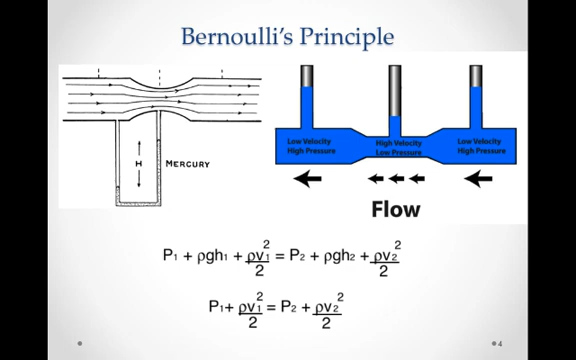 Bernoulli's Principle
H
MERCURY
Low Velocity
High Pressure
High Velocity
Low Pressure
Low Velocity
High Pressure
Flow
P₁ + ρgh₁ + ρv₁²/2 = P₂ + ρgh₂ + ρv₂²/2
P₁ + ρv₁²/2 = P₂ + ρv₂²/2
4